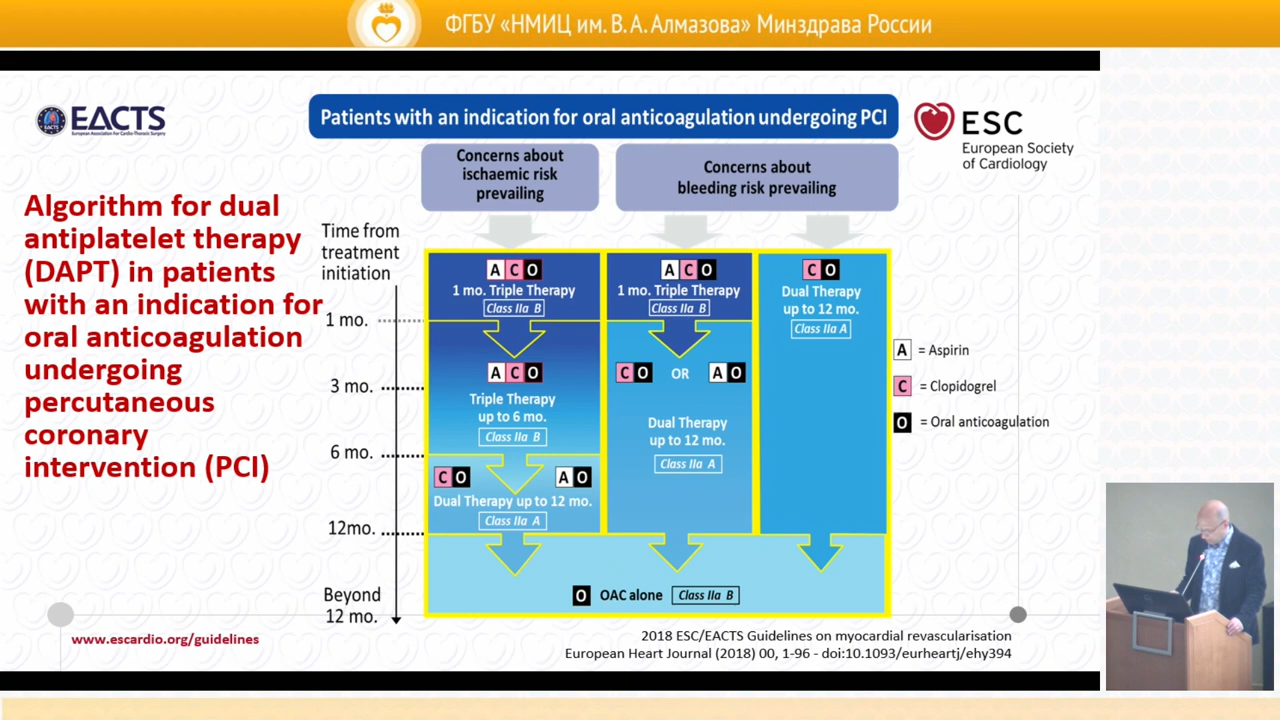 ФГБУ «НМИЦ им. В. А. Алмазова» Минздрава России
EACTS
European Association For Cardio-Thoracic Surgery
Patients with an indication for oral anticoagulation undergoing PCI
ESC
European Society
of Cardiology
Algorithm for dual
antiplatelet therapy
(DAPT) in patients
with an indication for
oral anticoagulation
undergoing
percutaneous
coronary
intervention (PCI)
Concerns about
ischaemic risk
prevailing
Concerns about
bleeding risk prevailing
Time from
treatment
initiation
1 mo.
3 mo.
6 mo.
12mo.
Beyond
12 mo.
A C O
1 mo. Triple Therapy
Class IIa B
A C O
Triple Therapy
up to 6 mo.
Class IIa B
C O
A O
Dual Therapy up to 12 mo.
Class IIa A
A C O
1 mo. Triple Therapy
Class IIa B
C O OR A O
Dual Therapy
up to 12 mo.
Class IIa A
C O
Dual Therapy
up to 12 mo.
Class IIa A
O OAC alone Class IIa B
A = Aspirin
C = Clopidogrel
O = Oral anticoagulation
www.escardio.org/guidelines
2018 ESC/EACTS Guidelines on myocardial revascularisation
European Heart Journal (2018) 00, 1-96 - doi:10.1093/eurheartj/ehy394